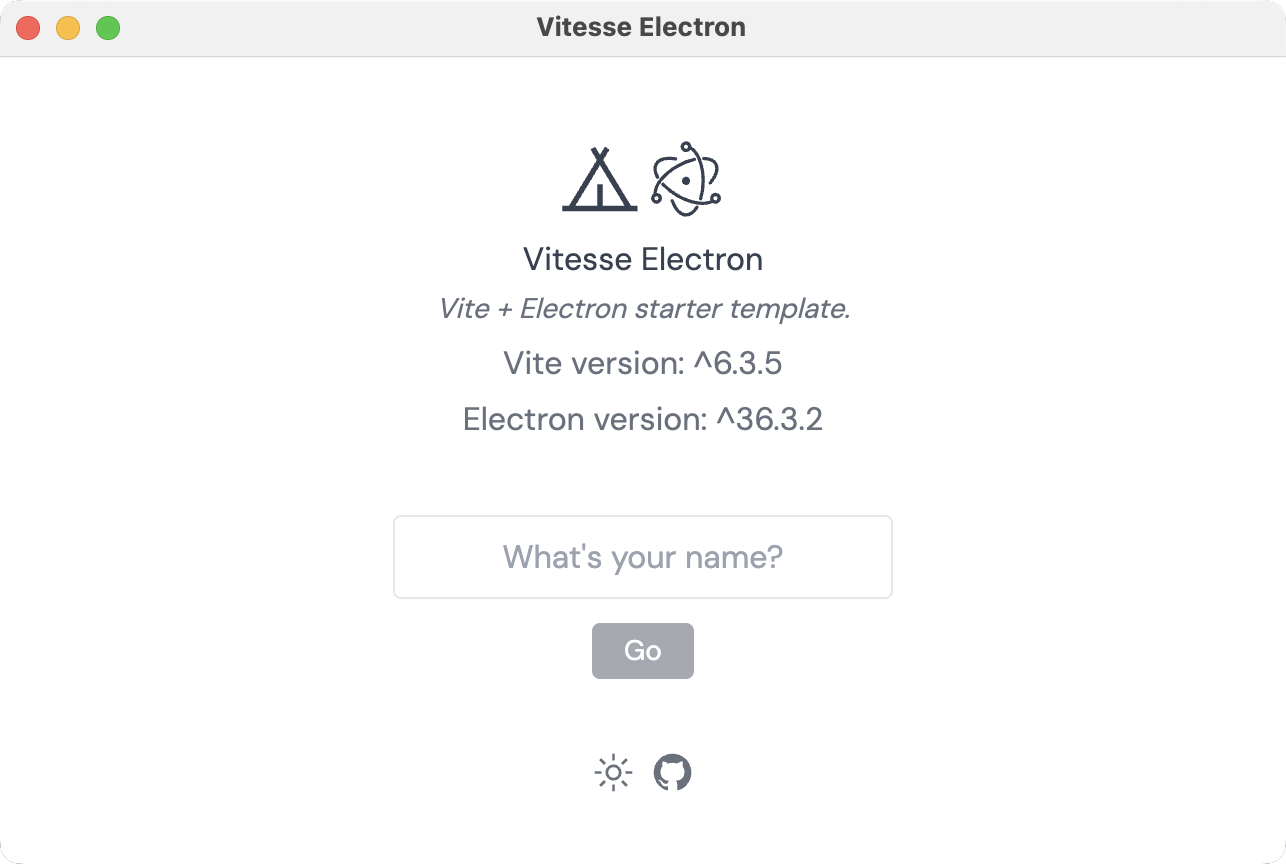 Vitesse Electron
Vitesse Electron
Vite + Electron starter template.
Vite version: ^6.3.5
Electron version: ^36.3.2
What's your name?
Go